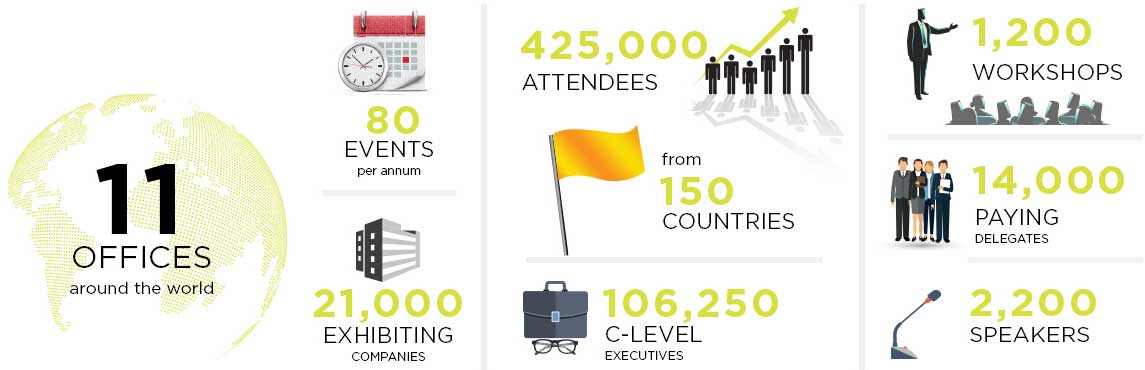 11
OFFICES
around the world
80
EVENTS
per annum
21,000
EXHIBITING
COMPANIES
425,000
ATTENDEES
from
150
COUNTRIES
106,250
C-LEVEL
EXECUTIVES
1,200
WORKSHOPS
14,000
PAYING
DELEGATES
2,200
SPEAKERS